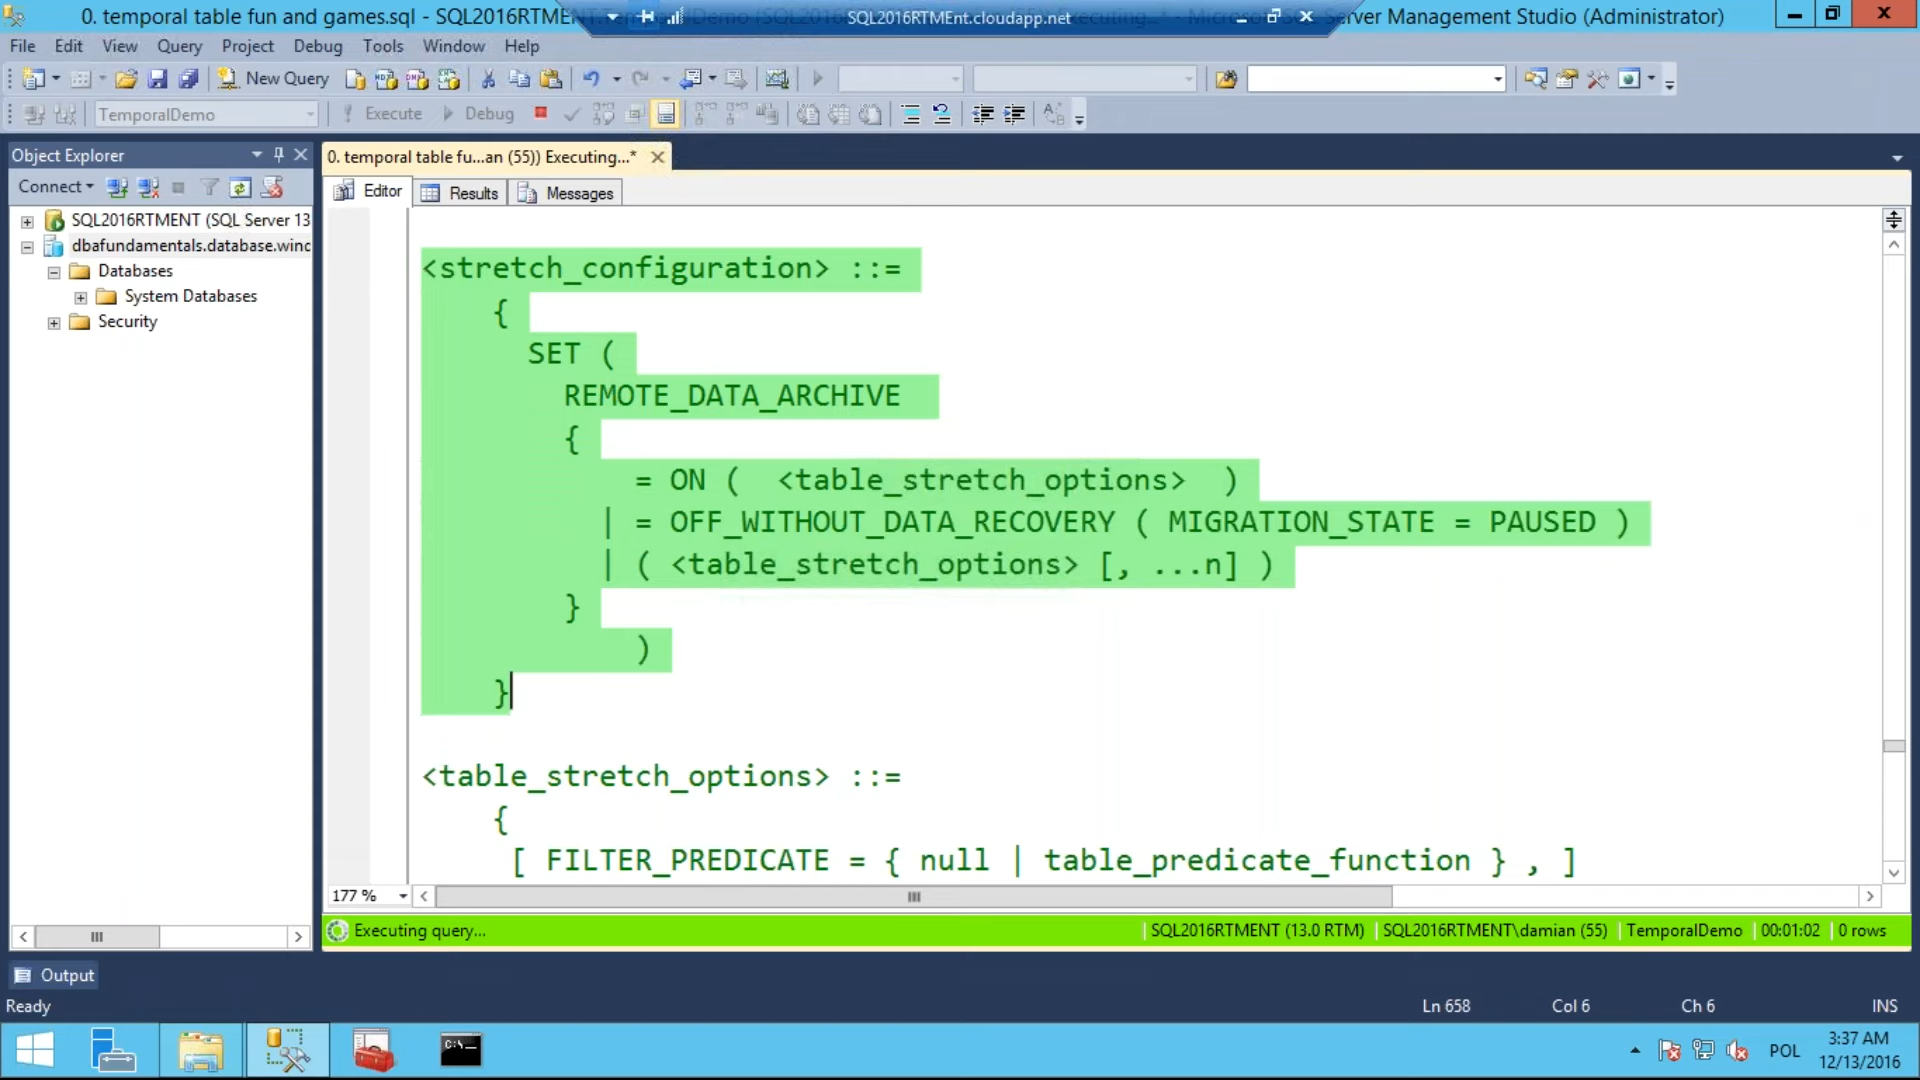 0. temporal table fun and games.sql - SQL2016RTMENT
SQL2016RTMEnt.cloudapp.net
Server Management Studio (Administrator)
File Edit View Query Project Debug Tools Window Help
New Query
TemporalDemo
Execute
Debug
Object Explorer
Connect
SQL2016RTMENT (SQL Server 13
dbafundamentals.database.winc
Databases
System Databases
Security
0. temporal table fu...an (55)) Executing...*
Editor
Results
Messages
<stretch_configuration> ::=
{
SET (
REMOTE_DATA_ARCHIVE
{
= ON ( <table_stretch_options> )
| = OFF_WITHOUT_DATA_RECOVERY ( MIGRATION_STATE = PAUSED )
| ( <table_stretch_options> [, ...n] )
}
)
}
<table_stretch_options> ::=
{
[ FILTER_PREDICATE = { null | table_predicate_function } , ]
177 %
Executing query...
SQL2016RTMENT (13.0 RTM)
SQL2016RTMENT\damian (55)
TemporalDemo
00:01:02
0 rows
Output
Ready
Ln 658
Col 6
Ch 6
INS
C:\_
POL
3:37 AM
12/13/2016